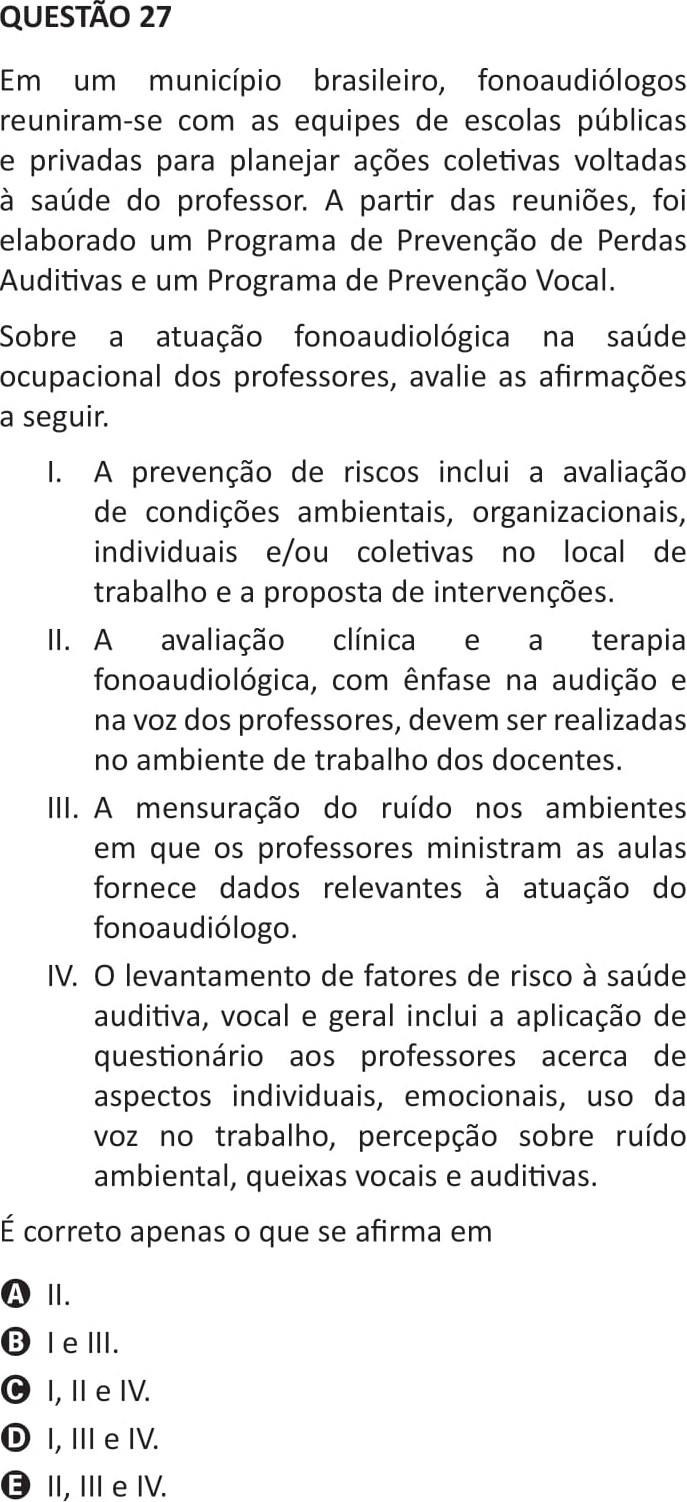 QUESTÃO 27
Em um município brasileiro, fonoaudiólogos
reuniram-se com as equipes de escolas públicas
e privadas para planejar ações coletivas voltadas
à saúde do professor. A partir das reuniões, foi
elaborado um Programa de Prevenção de Perdas
Auditivas e um Programa de Prevenção Vocal.
Sobre a atuação fonoaudiológica na saúde
ocupacional dos professores, avalie as afirmações
a seguir.
I. A prevenção de riscos inclui a avaliação
de condições ambientais, organizacionais,
individuais e/ou coletivas no local de
trabalho e a proposta de intervenções.
II. A avaliação clínica e a terapia
fonoaudiológica, com ênfase na audição e
na voz dos professores, devem ser realizadas
no ambiente de trabalho dos docentes.
III. A mensuração do ruído nos ambientes
em que os professores ministram as aulas
fornece dados relevantes à atuação do
fonoaudiólogo.
IV. O levantamento de fatores de risco à saúde
auditiva, vocal e geral inclui a aplicação de
questionário aos professores acerca de
aspectos individuais, emocionais, uso da
voz no trabalho, percepção sobre ruído
ambiental, queixas vocais e auditivas.
É correto apenas o que se afirma em
A II.
B I e III.
C I, II e IV.
D I, III e IV.
E II, III e IV.